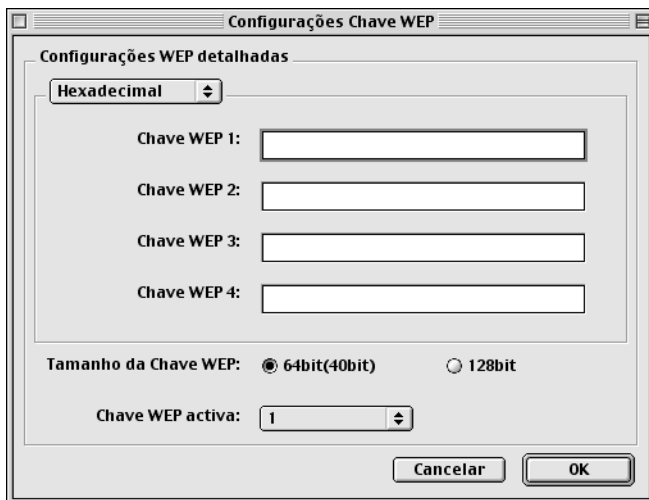 Configurações Chave WEP
Configurações WEP detalhadas
Hexadecimal
Chave WEP 1:
Chave WEP 2:
Chave WEP 3:
Chave WEP 4:
Tamanho da Chave WEP: 64bit(40bit) 128bit
Chave WEP activa: 1
Cancelar OK